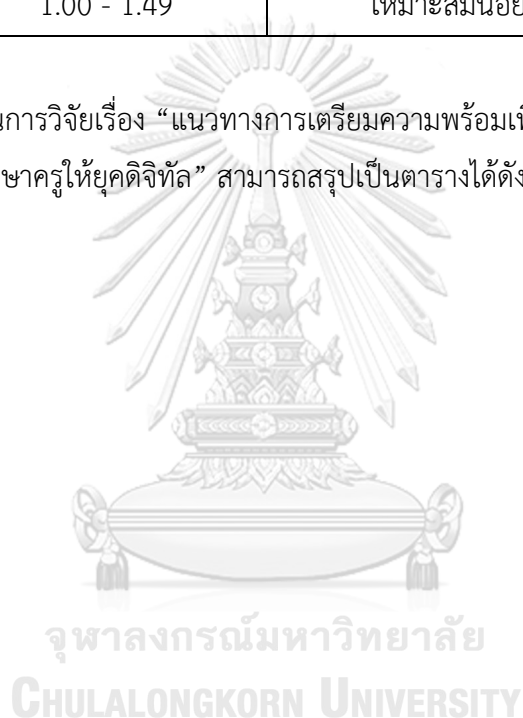 1.00 - 1.49 เหมาะสมน้อย
นการวิจัยเรื่อง “แนวทางการเตรียมความพร้อมเพื
ษาครูให้ยุคดิจิทัล” สามารถสรุปเป็นตารางได้ดัง
จุฬาลงกรณ์มหาวิทยาลัย
CHULALONGKORN UNIVERSITY